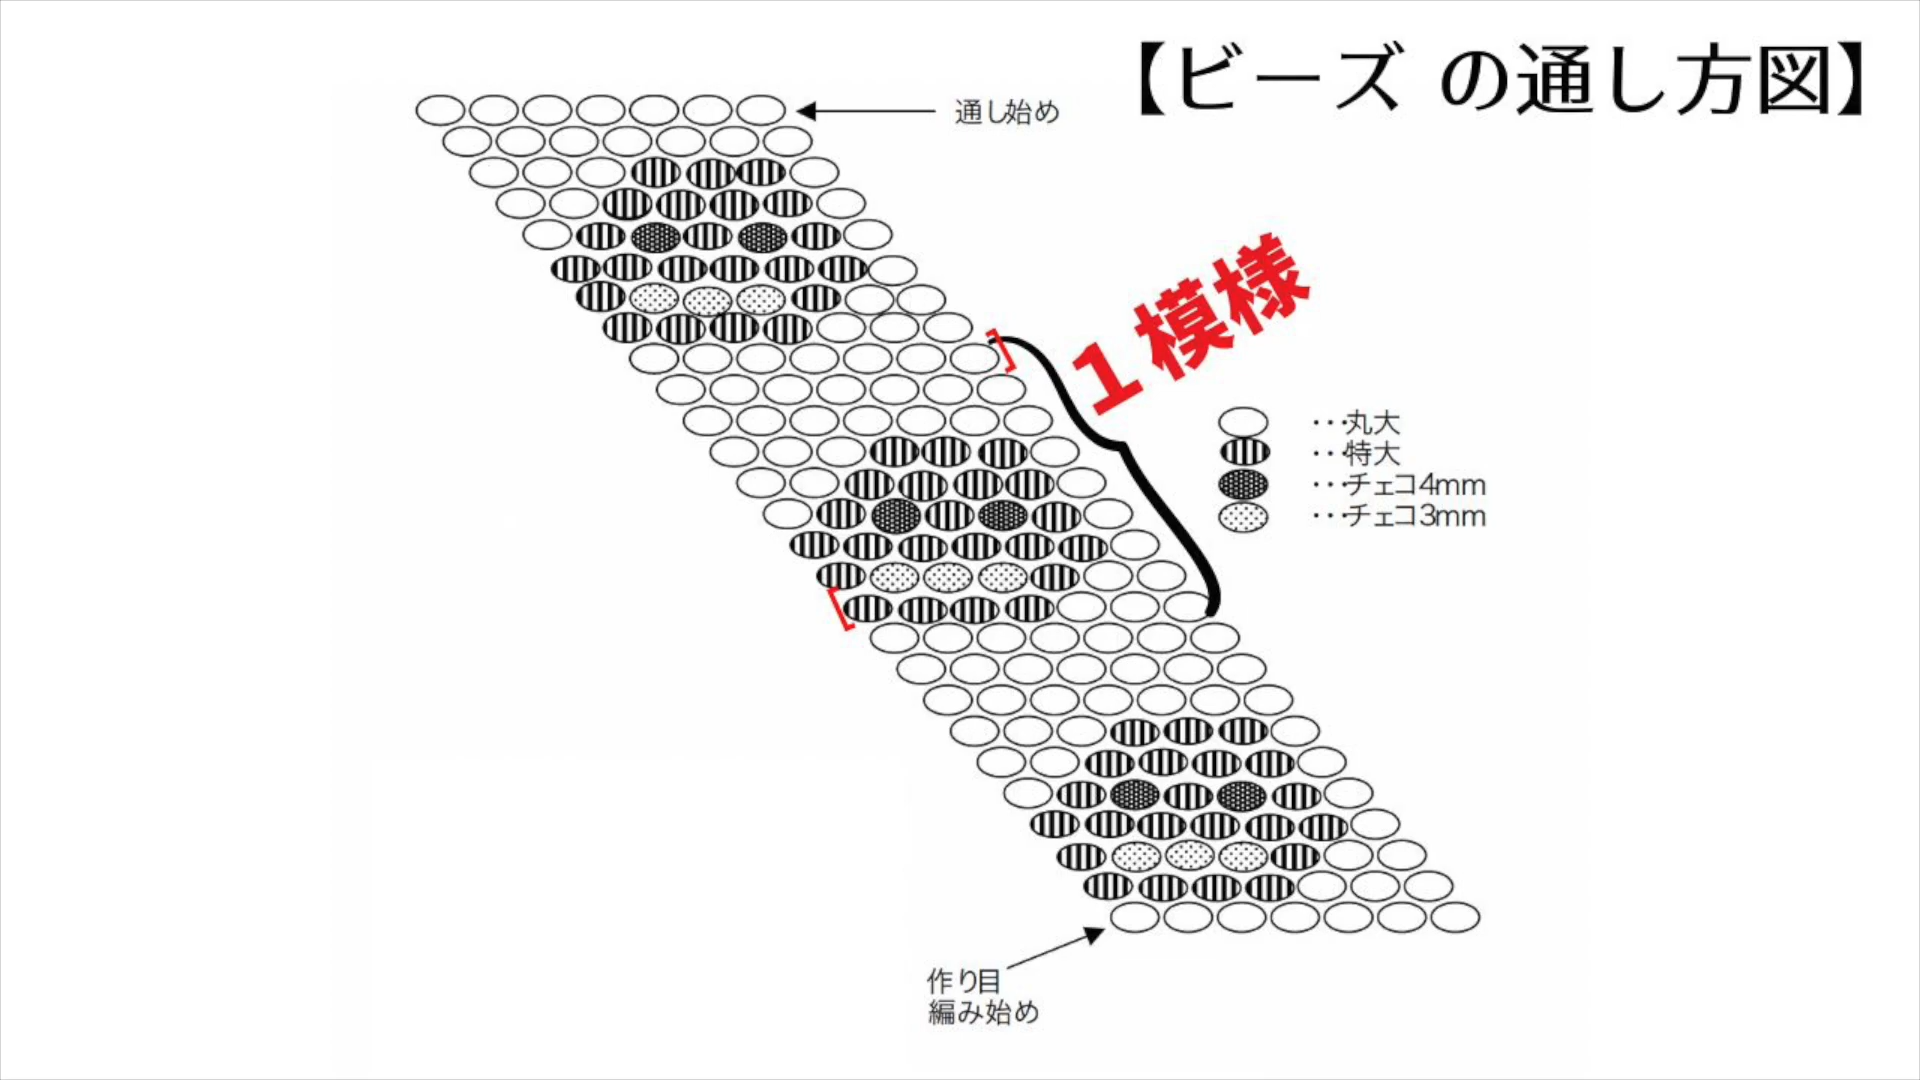 【ビーズ の通し方図】
通し始め
1模様
･･･丸大
･･特大
･･･チェコ4mm
･･･チェコ3mm
作り目
編み始め